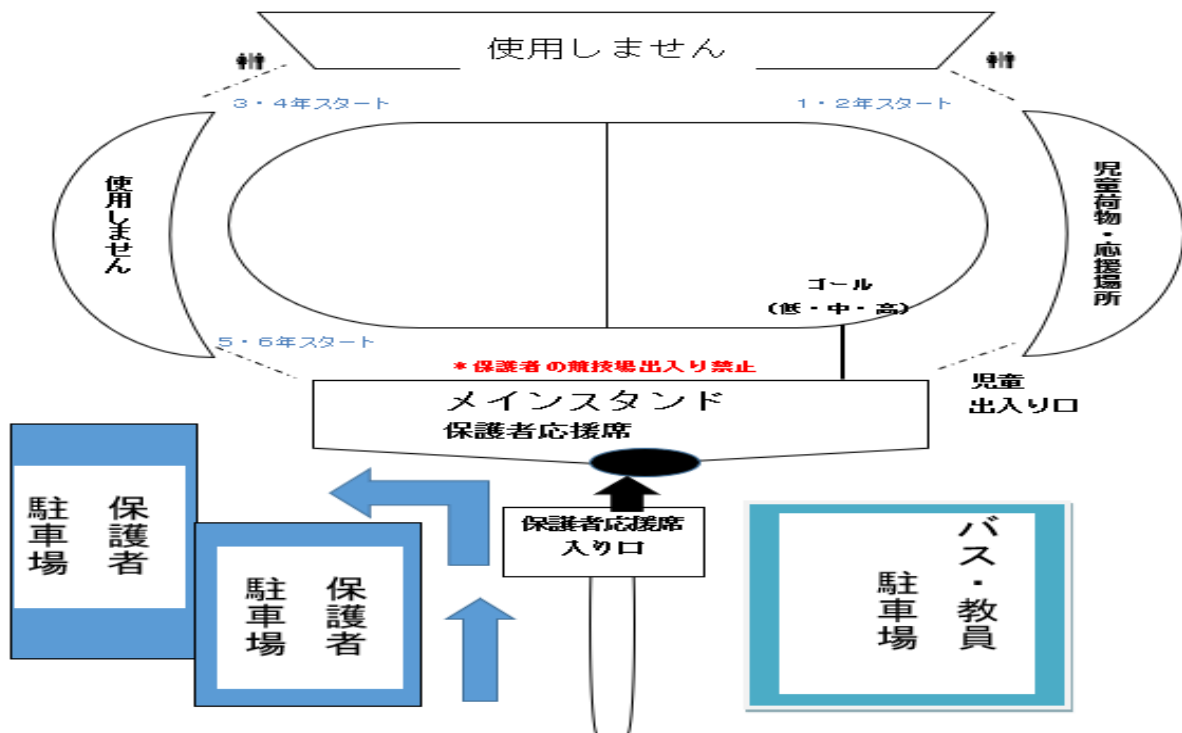 使用しません
3・4年スタート
1・2年スタート
使用しません
児童荷物・応援場所
ゴール
(低・中・高)
5・6年スタート
*保護者の競技場出入り禁止
メインスタンド
保護者応援席
児童
出入り口
保護者
駐車場
保護者
駐車場
保護者応援席
入り口
バス・教員
駐車場